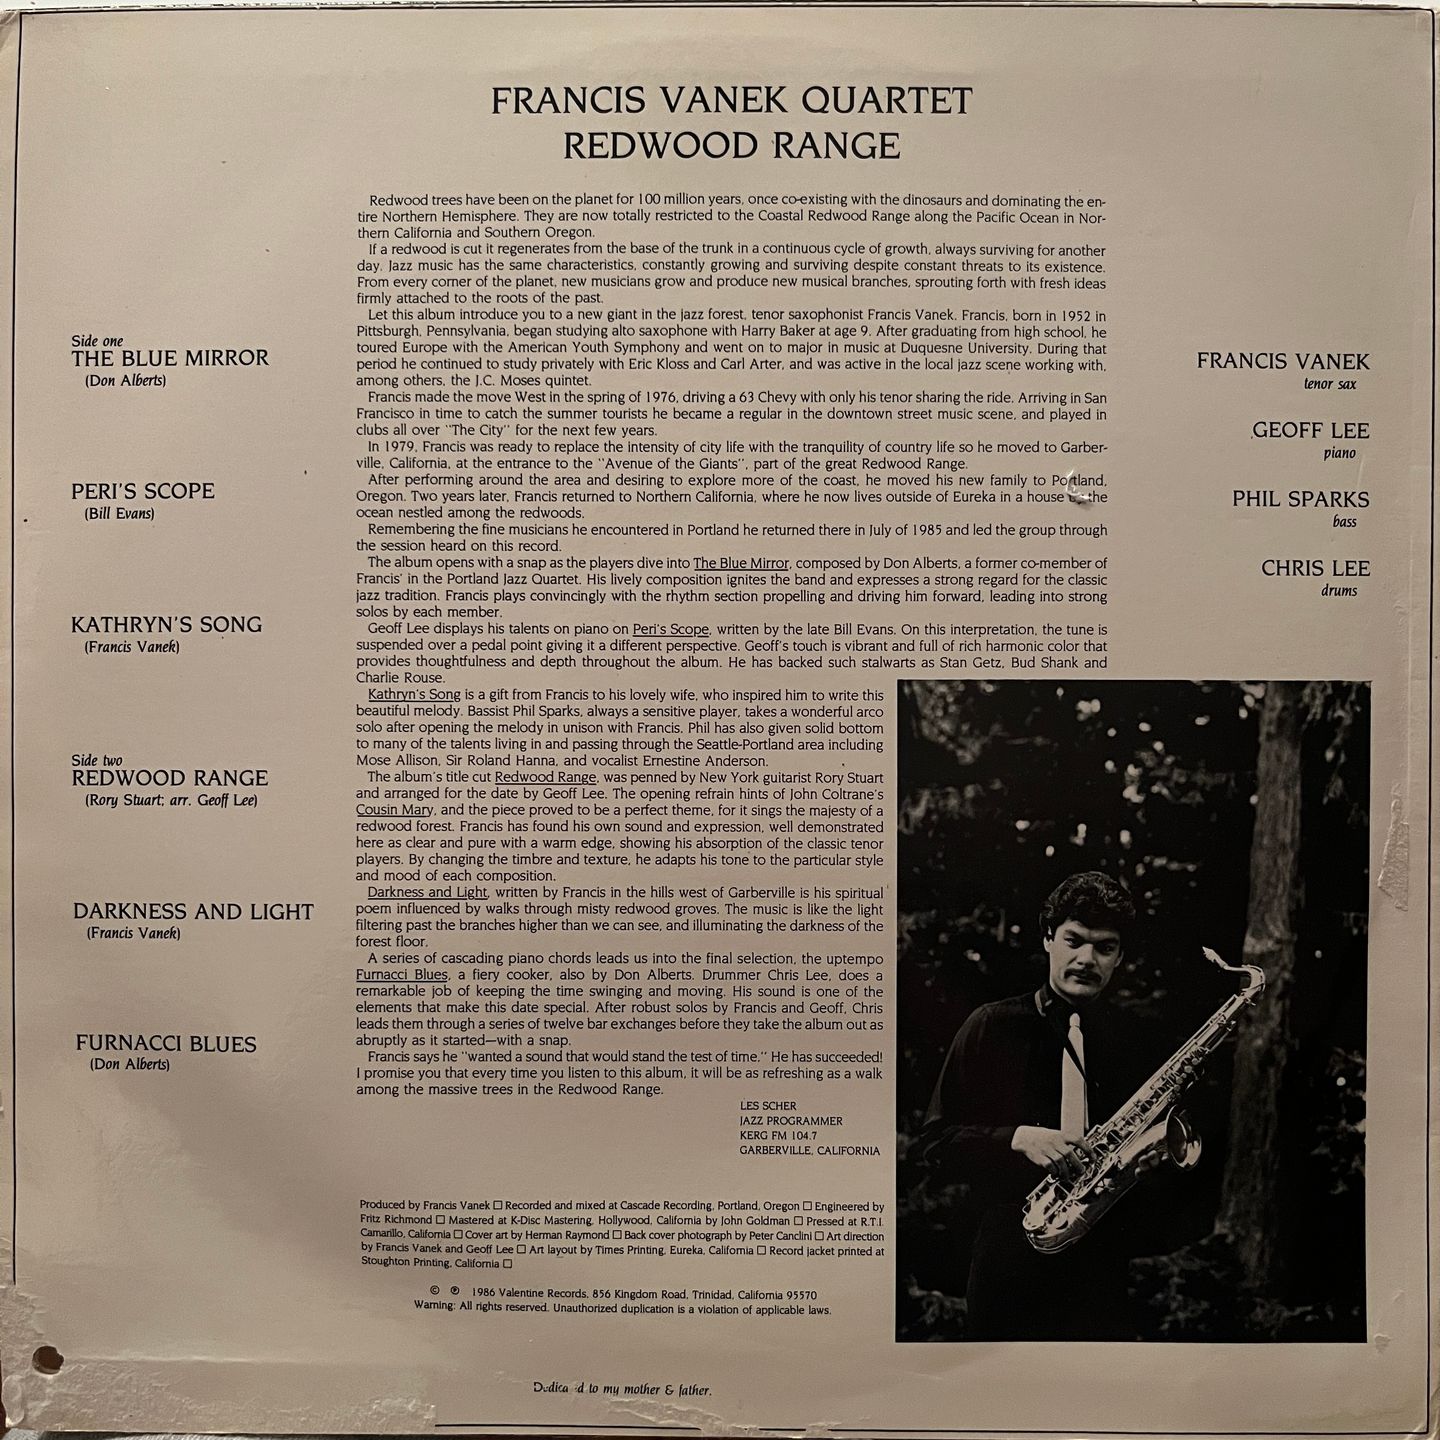 FRANCIS VANEK QUARTET
REDWOOD RANGE
Redwood trees have been on the planet for 100 million years, once co-existing with the dinosaurs and dominating the en-
tire Northern Hemisphere. They are now totally restricted to the Coastal Redwood Range along the Pacific Ocean in Nor-
thern California and Southern Oregon.
If a redwood is cut it regenerates from the base of the trunk in a continuous cycle of growth, always surviving for another
day. Jazz music has the same characteristics, constantly growing and surviving despite constant threats to its existence.
From every corner of the planet, new musicians grow and produce new musical branches, sprouting forth with fresh ideas
firmly attached to the roots of the past.
Let this album introduce you to a new giant in the jazz forest, tenor saxophonist Francis Vanek. Francis, born in 1952 in
Pittsburgh, Pennsylvania, began studying alto saxophone with Harry Baker at age 9. After graduating from high school, he
toured Europe with the American Youth Symphony and went on to major in music at Duquesne University. During that
period he continued to study privately with Eric Kloss and Carl Arter, and was active in the local jazz scene working with,
among others, the J.C. Moses quintet.
Francis made the move West in the spring of 1976, driving a 63 Chevy with only his tenor sharing the ride. Arriving in San
Francisco in time to catch the summer tourists he became a regular in the downtown street music scene, and played in
clubs all over "The City" for the next few years.
In 1979, Francis was ready to replace the intensity of city life with the tranquility of country life so he moved to Garber-
ville, California, at the entrance to the "Avenue of the Giants", part of the great Redwood Range.
After performing around the area and desiring to explore more of the coast, he moved his new family to Portland,
Oregon. Two years later, Francis returned to Northern California, where he now lives outside of Eureka in a house the
ocean nestled among the redwoods.
Remembering the fine musicians he encountered in Portland he returned there in July of 1985 and led the group through
the session heard on this record.
The album opens with a snap as the players dive into The Blue Mirror, composed by Don Alberts, a former co-member of
Francis' in the Portland Jazz Quartet. His lively composition ignites the band and expresses a strong regard for the classic
jazz tradition. Francis plays convincingly with the rhythm section propelling and driving him forward, leading into strong
solos by each member.
Geoff Lee displays his talents on piano on Peri's Scope, written by the late Bill Evans. On this interpretation, the tune is
suspended over a pedal point giving it a different perspective. Geoff's touch is vibrant and full of rich harmonic color that
provides thoughtfulness and depth throughout the album. He has backed such stalwarts as Stan Getz, Bud Shank and
Charlie Rouse.
Kathryn's Song is a gift from Francis to his lovely wife, who inspired him to write this
beautiful melody. Bassist Phil Sparks, always a sensitive player, takes a wonderful arco
solo after opening the melody in unison with Francis. Phil has also given solid bottom
to many of the talents living in and passing through the Seattle-Portland area including
Mose Allison, Sir Roland Hanna, and vocalist Ernestine Anderson.
The album's title cut Redwood Range, was penned by New York guitarist Rory Stuart
and arranged for the date by Geoff Lee. The opening refrain hints of John Coltrane's
Cousin Mary, and the piece proved to be a perfect theme, for it sings the majesty of a
redwood forest. Francis has found his own sound and expression, well demonstrated
here as clear and pure with a warm edge, showing his absorption of the classic tenor
players. By changing the timbre and texture, he adapts his tone to the particular style
and mood of each composition.
Darkness and Light, written by Francis in the hills west of Garberville is his spiritual
poem influenced by walks through misty redwood groves. The music is like the light
filtering past the branches higher than we can see, and illuminating the darkness of the
forest floor.
A series of cascading piano chords leads us into the final selection, the uptempo
Furnacci Blues, a fiery cooker, also by Don Alberts. Drummer Chris Lee, does a
remarkable job of keeping the time swinging and moving. His sound is one of the
elements that make this date special. After robust solos by Francis and Geoff, Chris
leads them through a series of twelve bar exchanges before they take the album out as
abruptly as it started—with a snap.
Francis says he "wanted a sound that would stand the test of time." He has succeeded!
I promise you that every time you listen to this album, it will be as refreshing as a walk
among the massive trees in the Redwood Range.
LES SCHER
JAZZ PROGRAMMER
KERG FM 104.7
GARBERVILLE, CALIFORNIA
Side one
THE BLUE MIRROR
(Don Alberts)
PERI'S SCOPE
(Bill Evans)
KATHRYN'S SONG
(Francis Vanek)
Side two
REDWOOD RANGE
(Rory Stuart; arr. Geoff Lee)
DARKNESS AND LIGHT
(Francis Vanek)
FURNACCI BLUES
(Don Alberts)
FRANCIS VANEK
tenor sax
GEOFF LEE
piano
PHIL SPARKS
bass
CHRIS LEE
drums
Produced by Francis Vanek □ Recorded and mixed at Cascade Recording, Portland, Oregon □ Engineered by
Fritz Richmond □ Mastered at K-Disc Mastering, Hollywood, California by John Goldman □ Pressed at R.T.I.
Camarillo, California □ Cover art by Herman Raymond □ Back cover photograph by Peter Canclini □ Art direction
by Francis Vanek and Geoff Lee □ Art layout by Times Printing, Eureka, California □ Record jacket printed at
Stoughton Printing, California □
© ℗ 1986 Valentine Records, 856 Kingdom Road, Trinidad, California 95570
Warning: All rights reserved. Unauthorized duplication is a violation of applicable laws.
Dedicated to my mother & father.